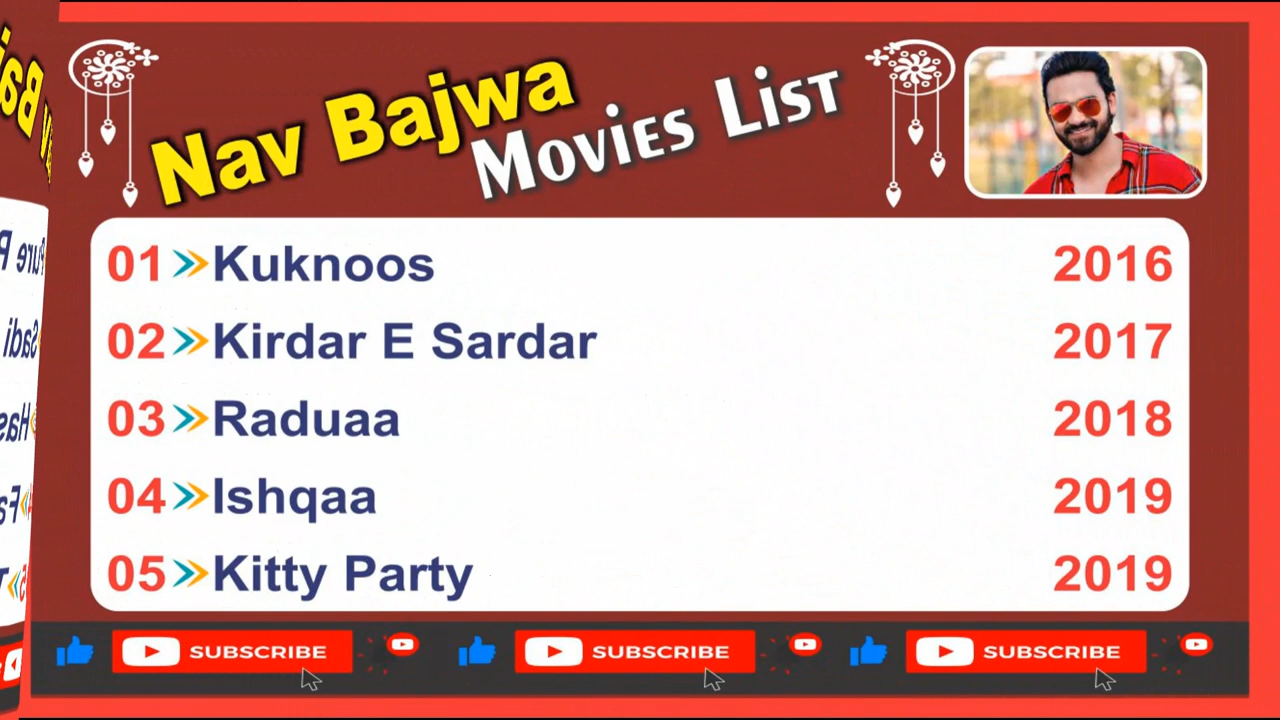 Nav Bajwa
Movies List
01 Kuknoos 2016
02 Kirdar E Sardar 2017
03 Raduaa 2018
04 Ishqaa 2019
05 Kitty Party 2019
SUBSCRIBE SUBSCRIBE SUBSCRIBE